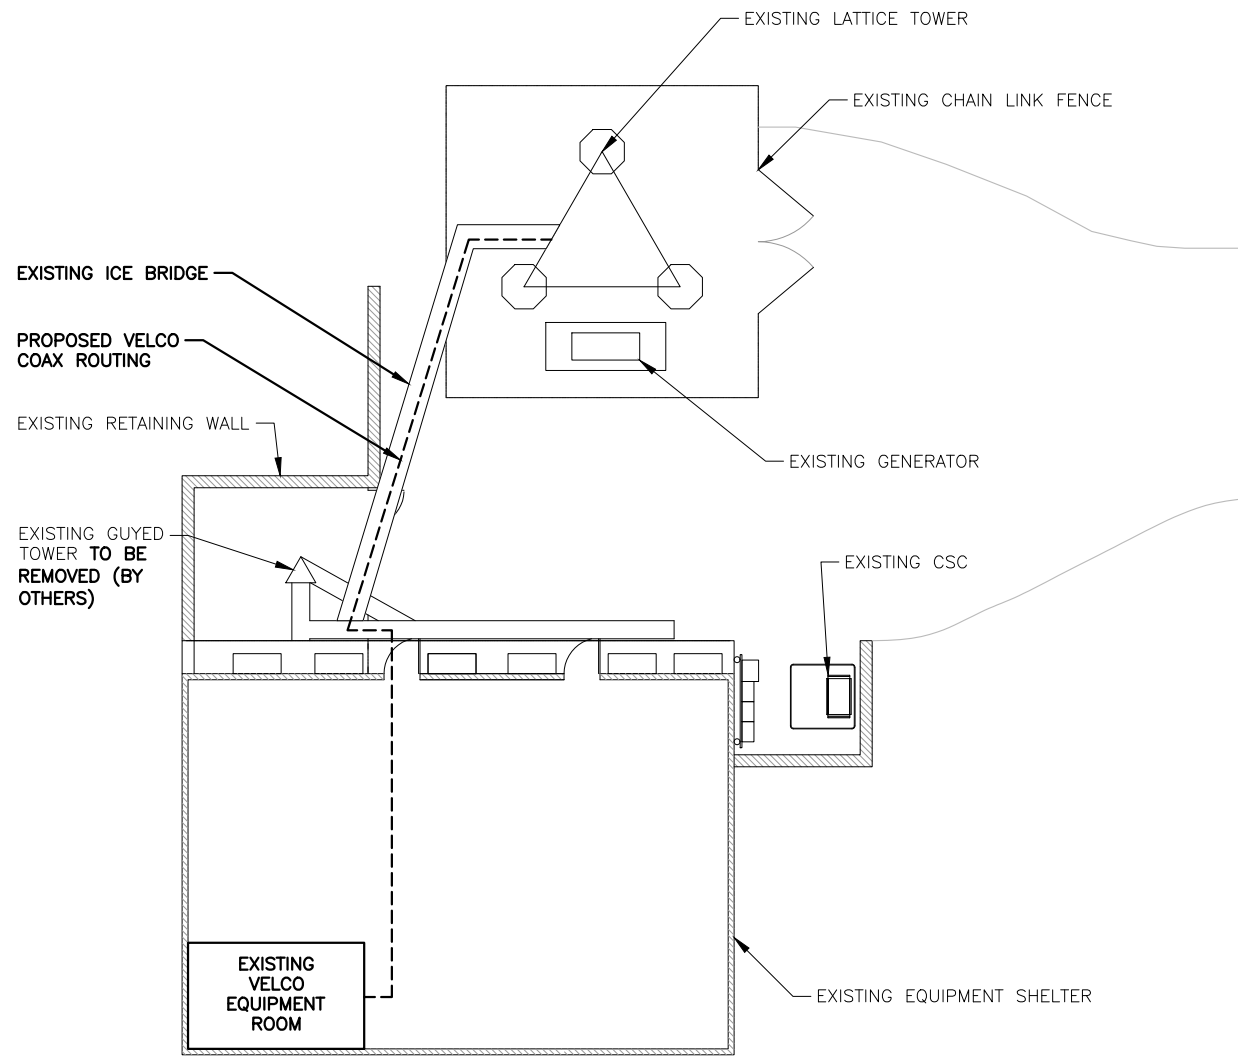 EXISTING LATTICE TOWER
EXISTING CHAIN LINK FENCE
EXISTING ICE BRIDGE
PROPOSED VELCO
COAX ROUTING
EXISTING RETAINING WALL
EXISTING GENERATOR
EXISTING GUYED
TOWER TO BE
REMOVED (BY
OTHERS)
EXISTING CSC
EXISTING
VELCO
EQUIPMENT
ROOM
EXISTING EQUIPMENT SHELTER